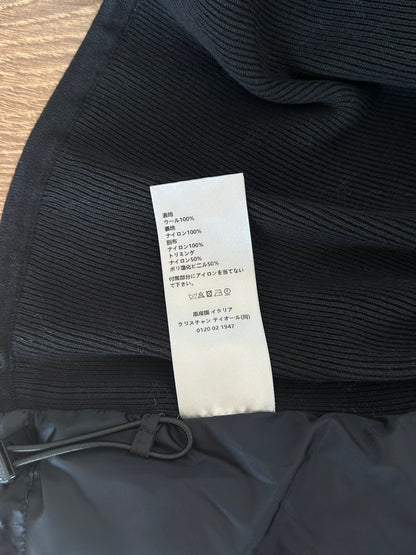 表地
ウール100%
裏地
ナイロン100%
別布
ナイロン100%
トリミング
ナイロン50%
ポリ塩化ビニル50%
付属部分にアイロンを当てない
で下さい。
原産国 イタリア
クリスチャン ディオール(同)
0120 02 1947